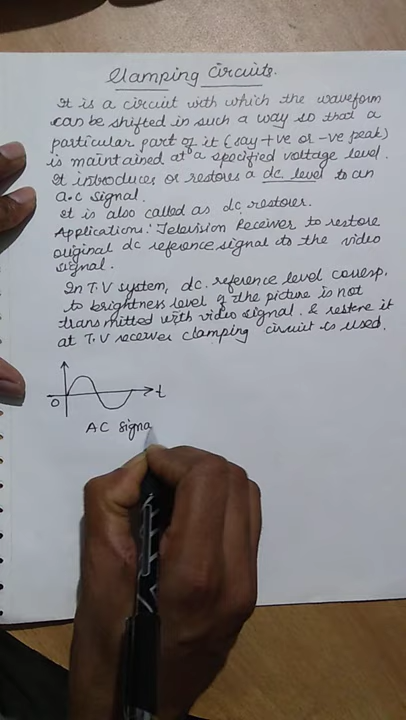 Clamping Circuits.
It is a circuit with which the waveform
can be shifted in such a way so that a
particular part of it (say +ve or -ve peak)
is maintained at a specified voltage level.
It introduces or restores a dc level to an
a.c signal.
It is also called as dc restorer.
Application: Television Receiver to restore
original dc reference signal to the video
signal.
In T.V system, dc reference level corresp.
to brightness level of the picture is not
transmitted with video signal. & restore it
at T.V receiver clamping circuit is used.
0 t
AC Signa